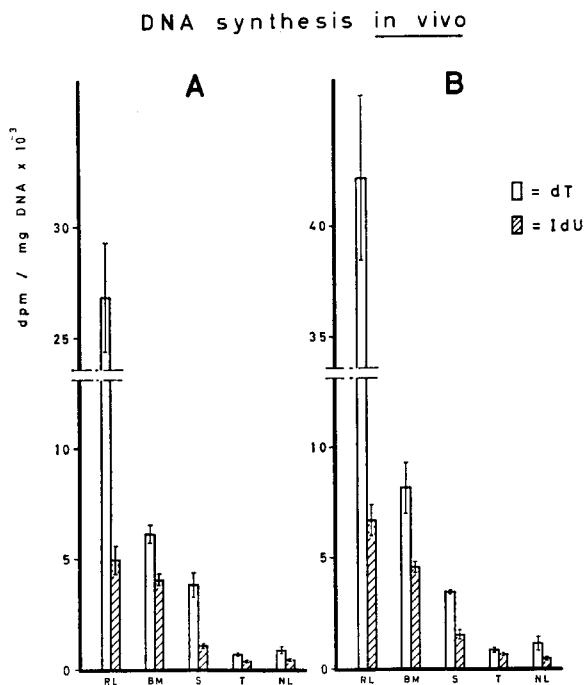 DNA synthesis in vivo
A
B
dpm / mg DNA x 10⁻³
30
25
10
5
0
40
35
10
5
0
= dT
= IdU
RL BM S T NL
RL BM S T NL